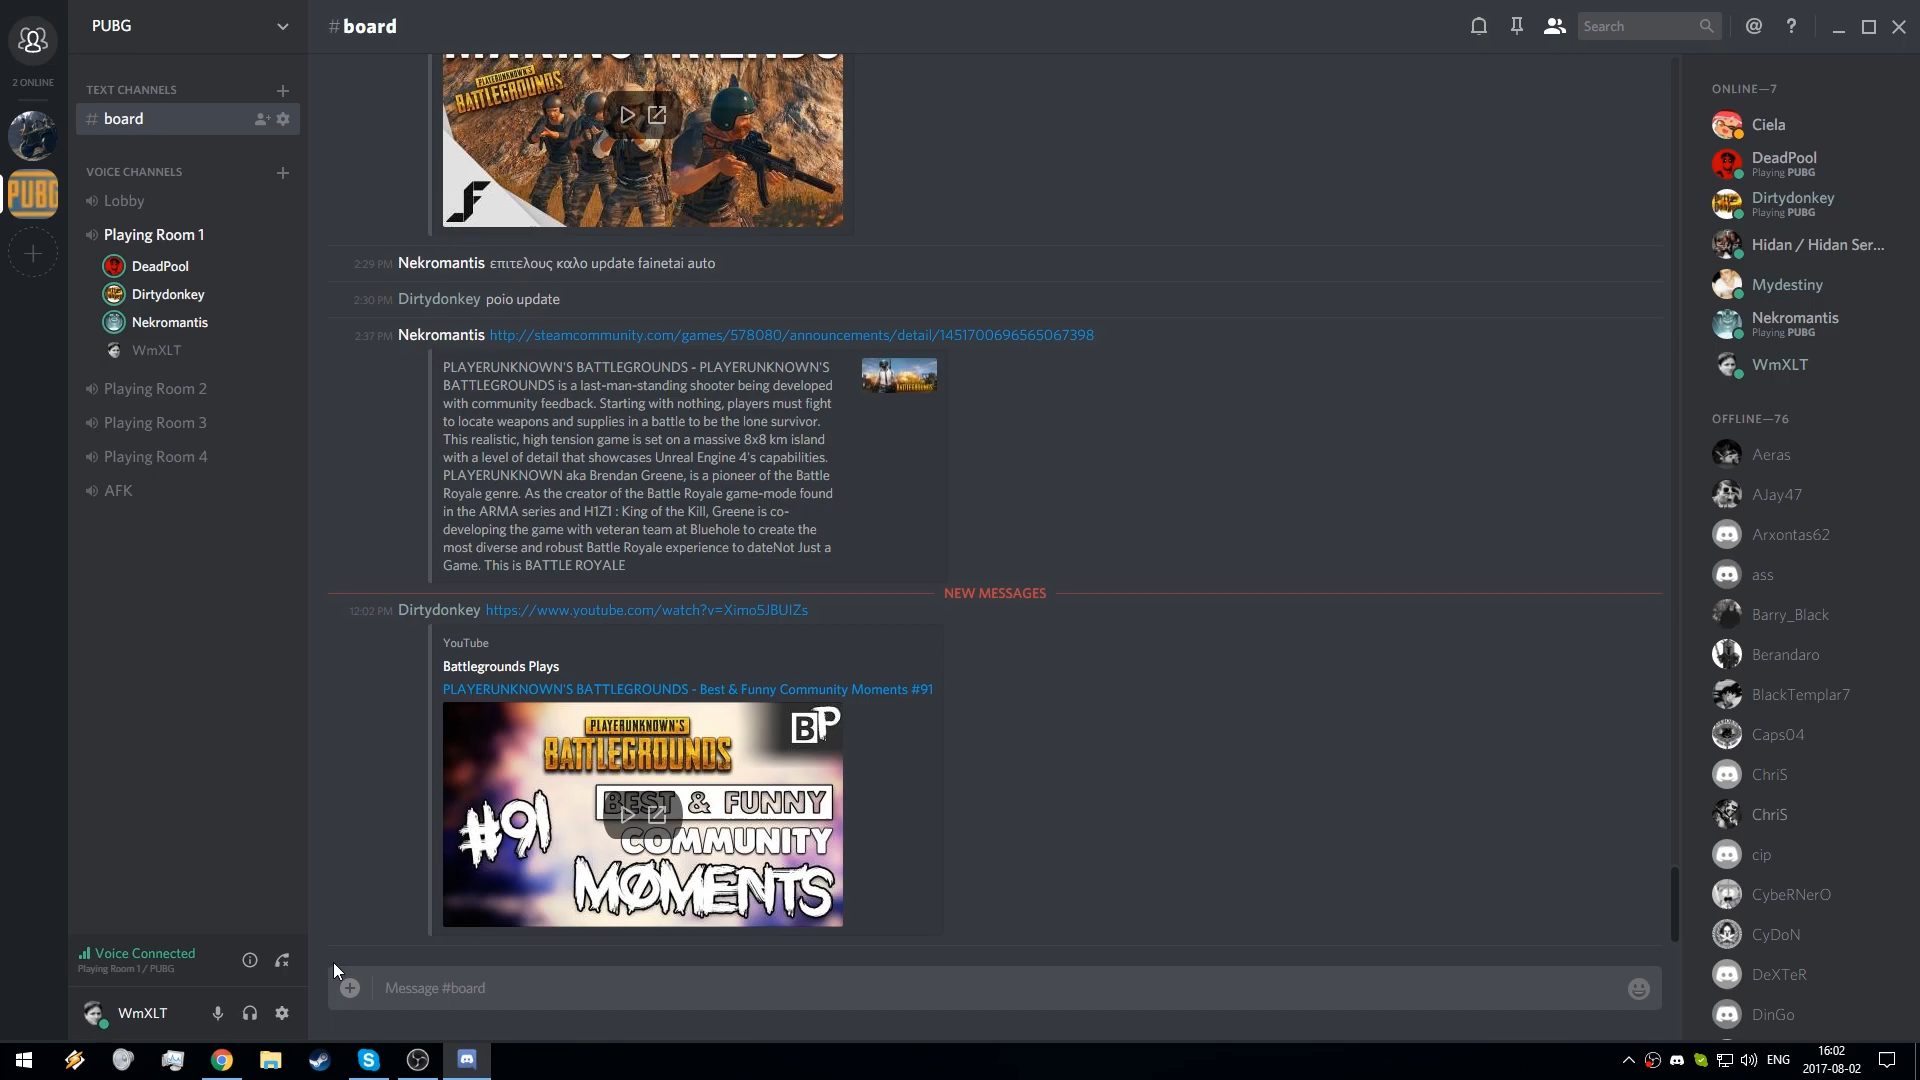 PUBG
#board
Search
2 ONLINE
TEXT CHANNELS
# board
VOICE CHANNELS
Lobby
Playing Room 1
DeadPool
Dirtydonkey
Nekromantis
WmXLT
Playing Room 2
Playing Room 3
Playing Room 4
AFK
Voice Connected
Playing Room 1 / PUBG
WmXLT
PUBG
PLAYERUNKNOWN'S
BATTLEGROUNDS
2:29 PM Nekromantis επιτελους καλο update fainetai auto
2:30 PM Dirtydonkey poio update
2:37 PM Nekromantis http://steamcommunity.com/games/578080/announcements/detail/1451700696565067398
PLAYERUNKNOWN'S BATTLEGROUNDS - PLAYERUNKNOWN'S
BATTLEGROUNDS is a last-man-standing shooter being developed
with community feedback. Starting with nothing, players must fight
to locate weapons and supplies in a battle to be the lone survivor.
This realistic, high tension game is set on a massive 8x8 km island
with a level of detail that showcases Unreal Engine 4's capabilities.
PLAYERUNKNOWN aka Brendan Greene, is a pioneer of the Battle
Royale genre. As the creator of the Battle Royale game-mode found
in the ARMA series and H1Z1 : King of the Kill, Greene is co-
developing the game with veteran team at Bluehole to create the
most diverse and robust Battle Royale experience to dateNot Just a
Game. This is BATTLE ROYALE
NEW MESSAGES
12:02 PM Dirtydonkey https://www.youtube.com/watch?v=Ximo5JBUIZs
YouTube
Battlegrounds Plays
PLAYERUNKNOWN'S BATTLEGROUNDS - Best & Funny Community Moments #91
PLAYERUNKNOWN'S
BATTLEGROUNDS
BP
#91
BEST & FUNNY
COMMUNITY
MOMENTS
Message #board
ONLINE—7
Ciela
DeadPool
Playing PUBG
Dirtydonkey
Playing PUBG
Hidan / Hidan Ser...
Mydestiny
Nekromantis
Playing PUBG
WmXLT
OFFLINE—76
Aeras
AJay47
Arxontas62
ass
Barry_Black
Berandaro
BlackTemplar7
Caps04
ChriS
ChriS
cip
CybeRNerO
CyDoN
DeXTeR
DinGo
ENG
16:02
2017-08-02